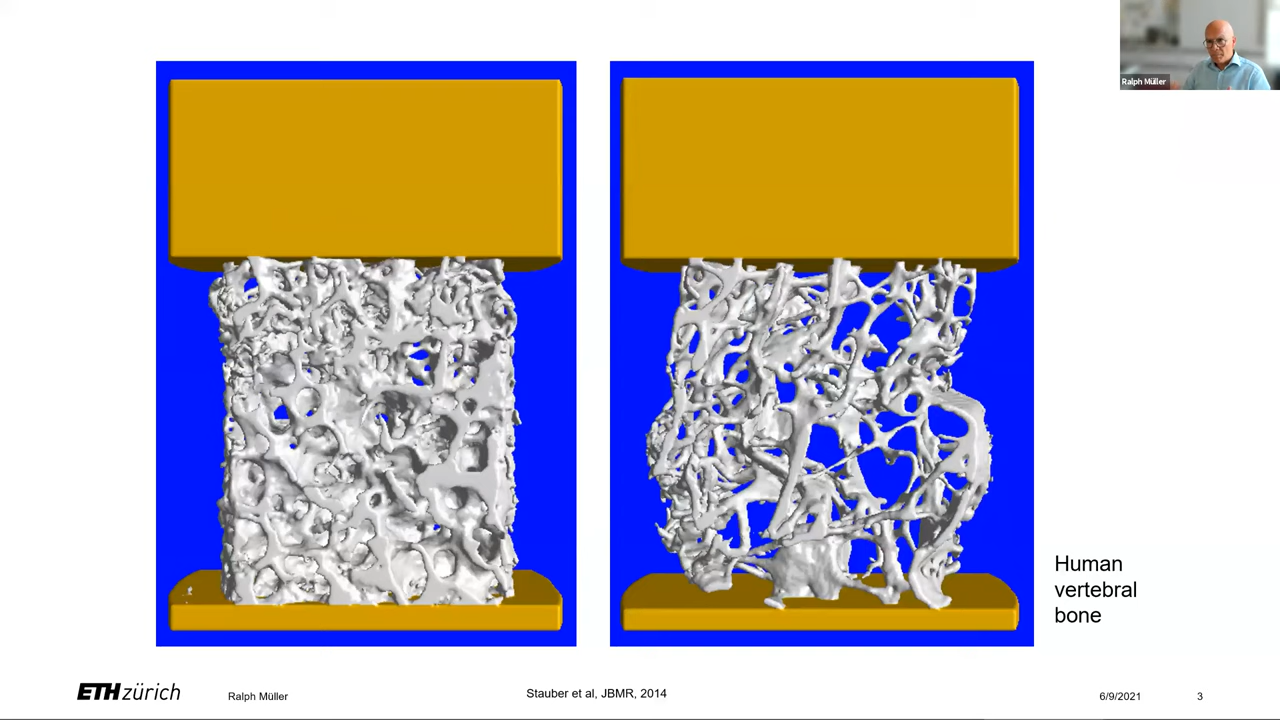 Ralph Müller
Human
vertebral
bone
ETH zürich
Ralph Müller
Stauber et al, JBMR, 2014
6/9/2021
3